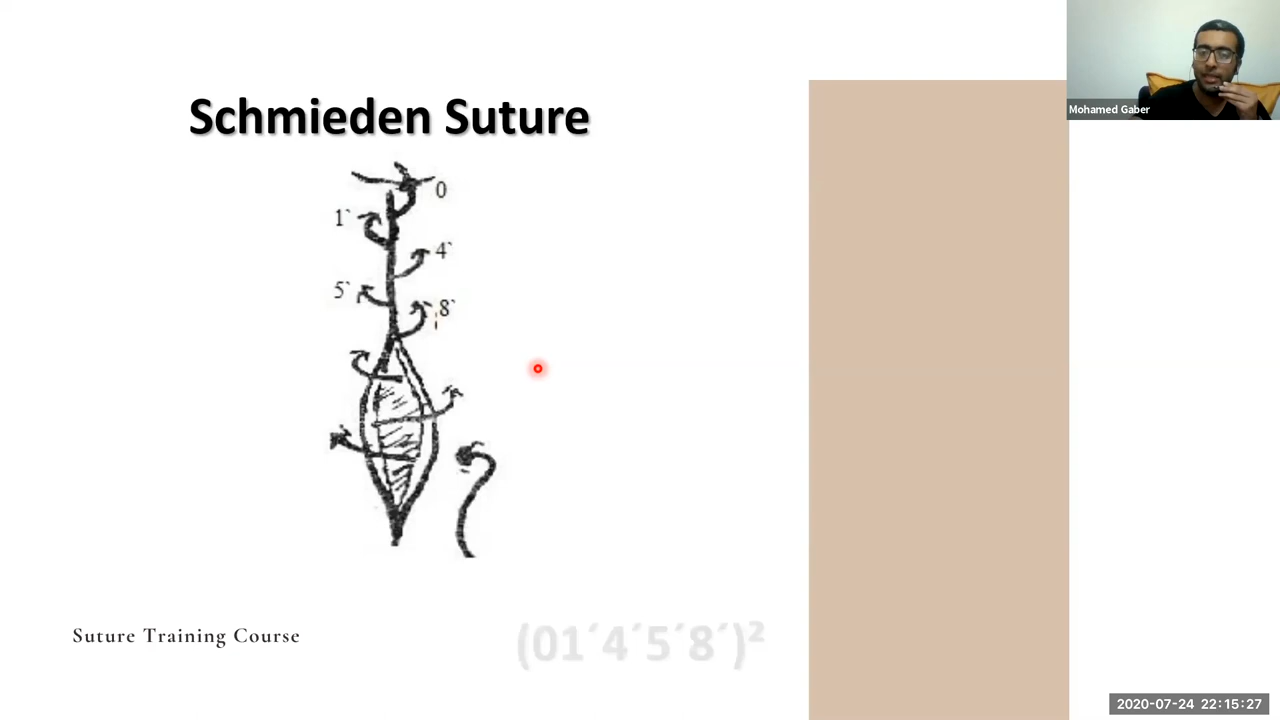 Mohamed Gaber
Schmieden Suture
0
1`
4`
5`
8`
Suture Training Course
(01´4´5´8´)²
2020-07-24 22:15:27